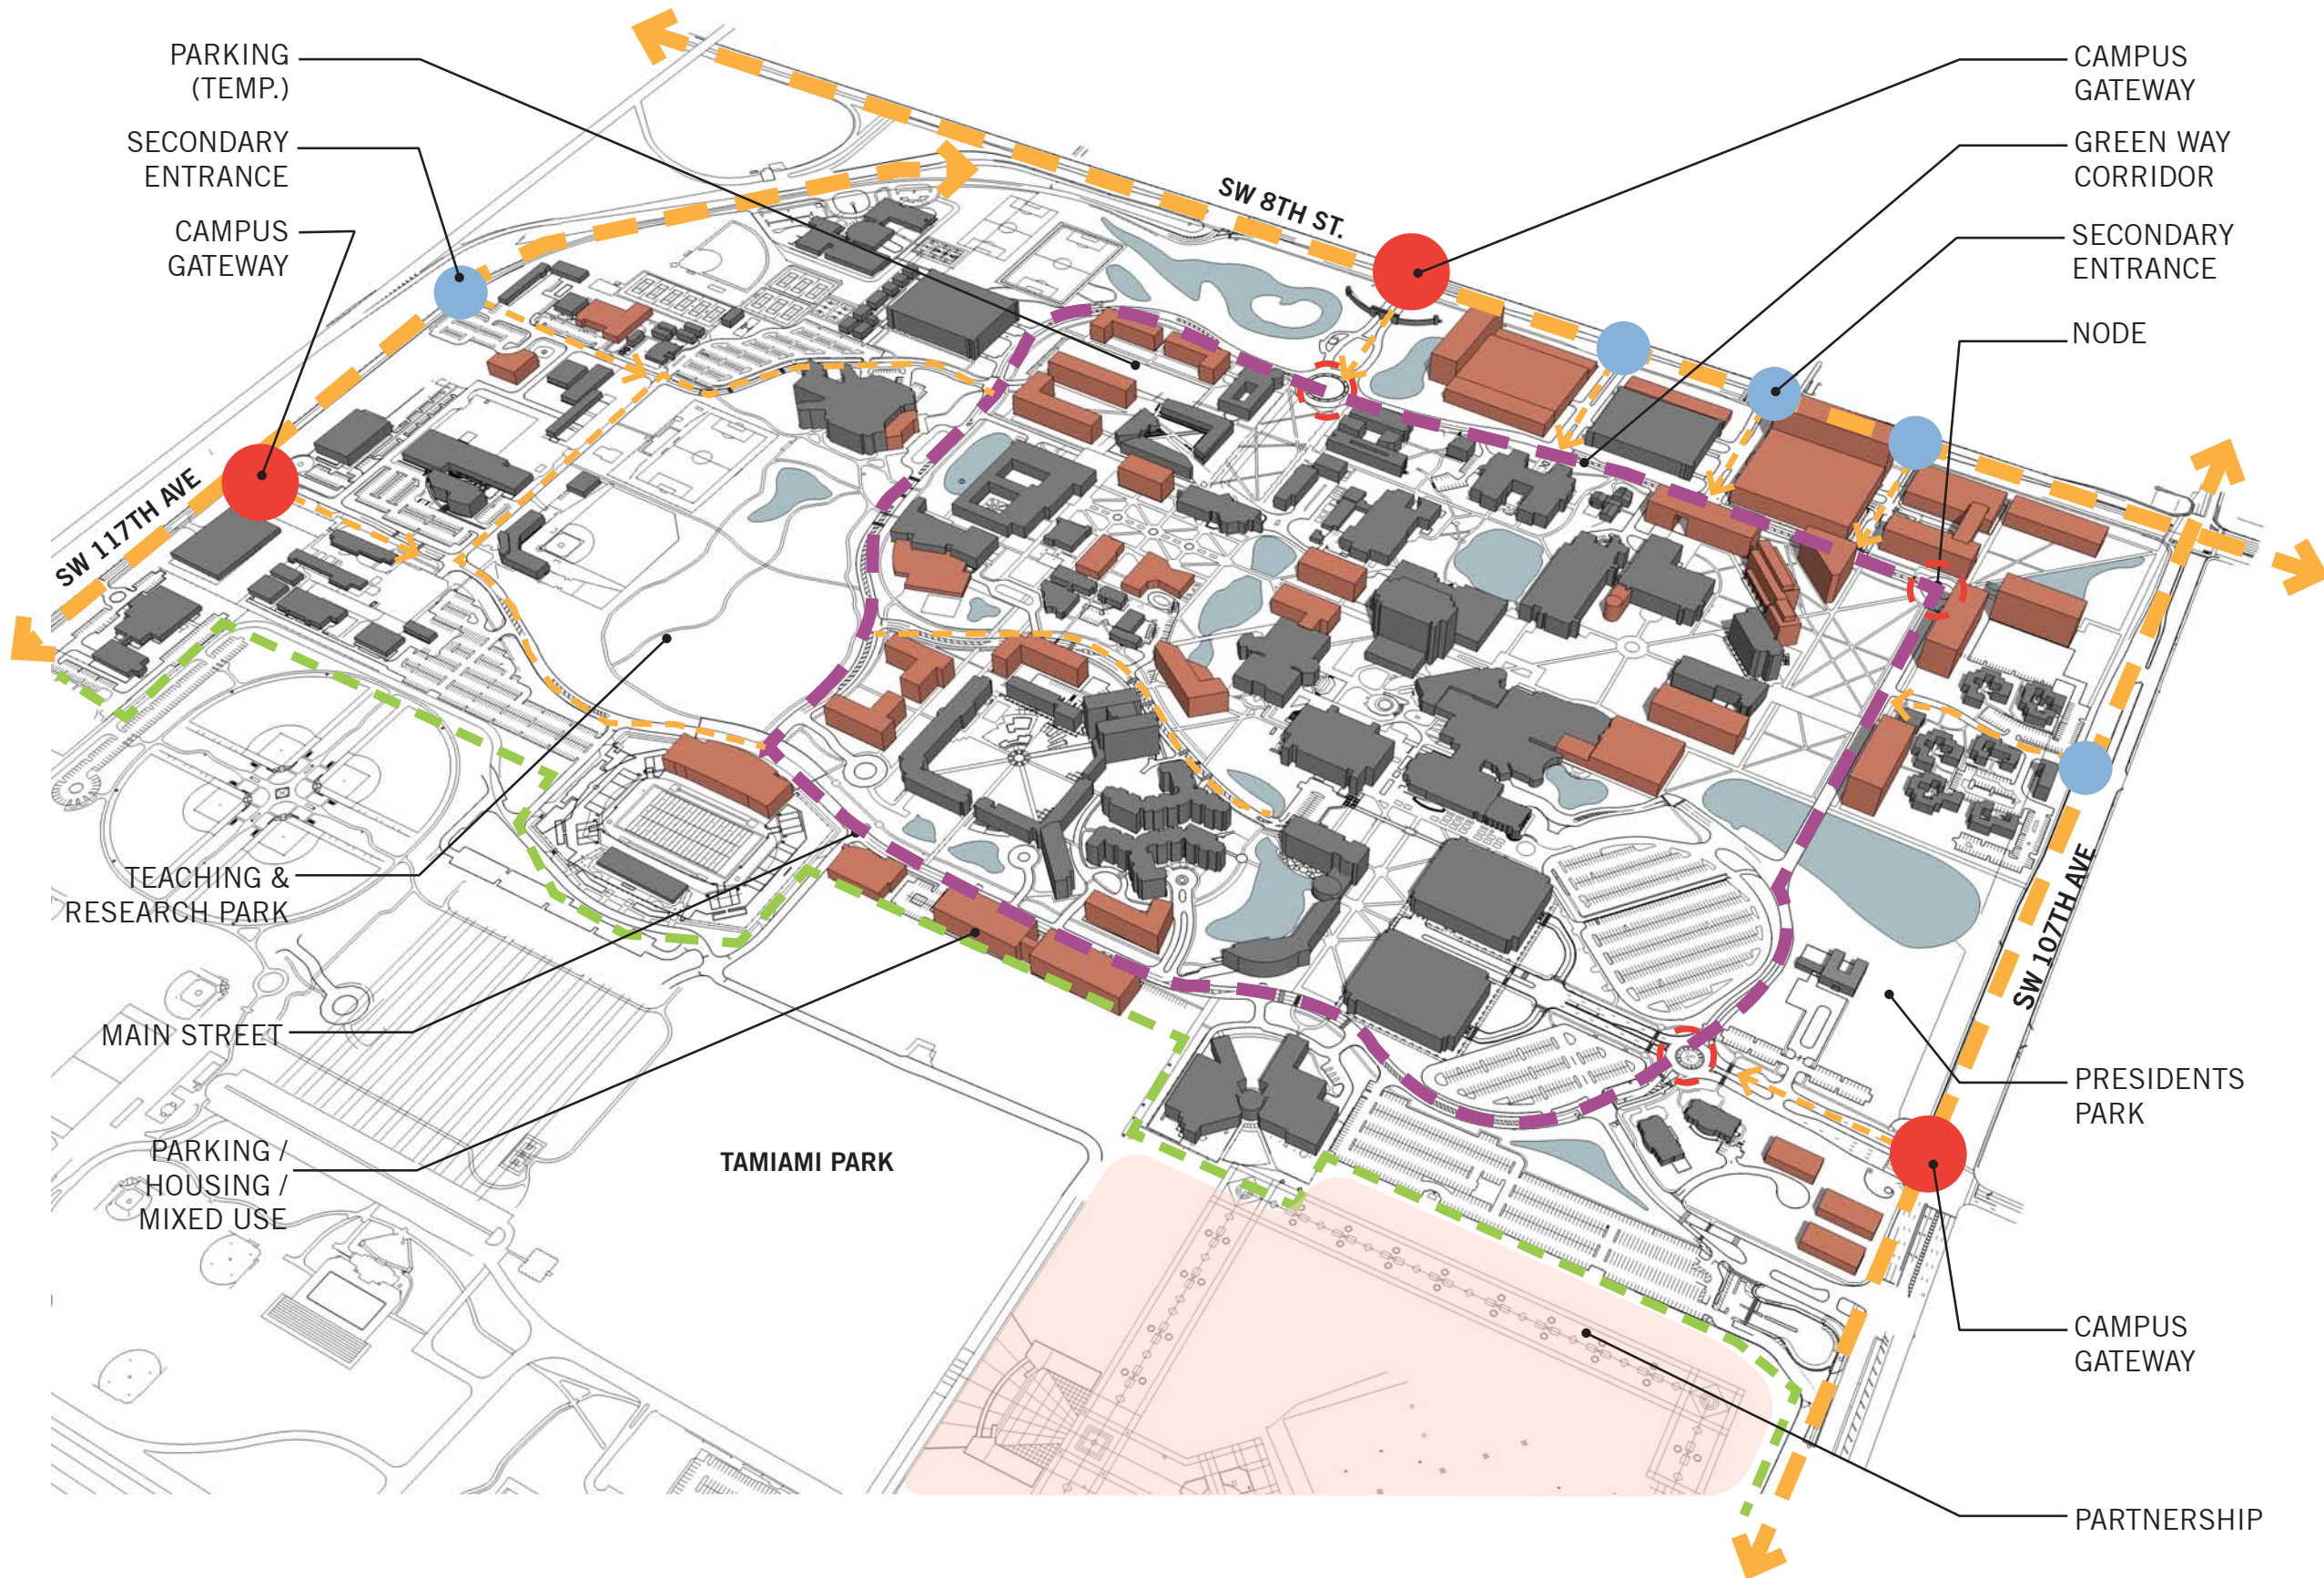 PARKING
(TEMP.)
SECONDARY
ENTRANCE
CAMPUS
GATEWAY
SW 117TH AVE
TEACHING &
RESEARCH PARK
MAIN STREET
PARKING /
HOUSING /
MIXED USE
TAMIAMI PARK
SW 8TH ST.
CAMPUS
GATEWAY
GREEN WAY
CORRIDOR
SECONDARY
ENTRANCE
NODE
SW 107TH AVE
PRESIDENTS
PARK
CAMPUS
GATEWAY
PARTNERSHIP